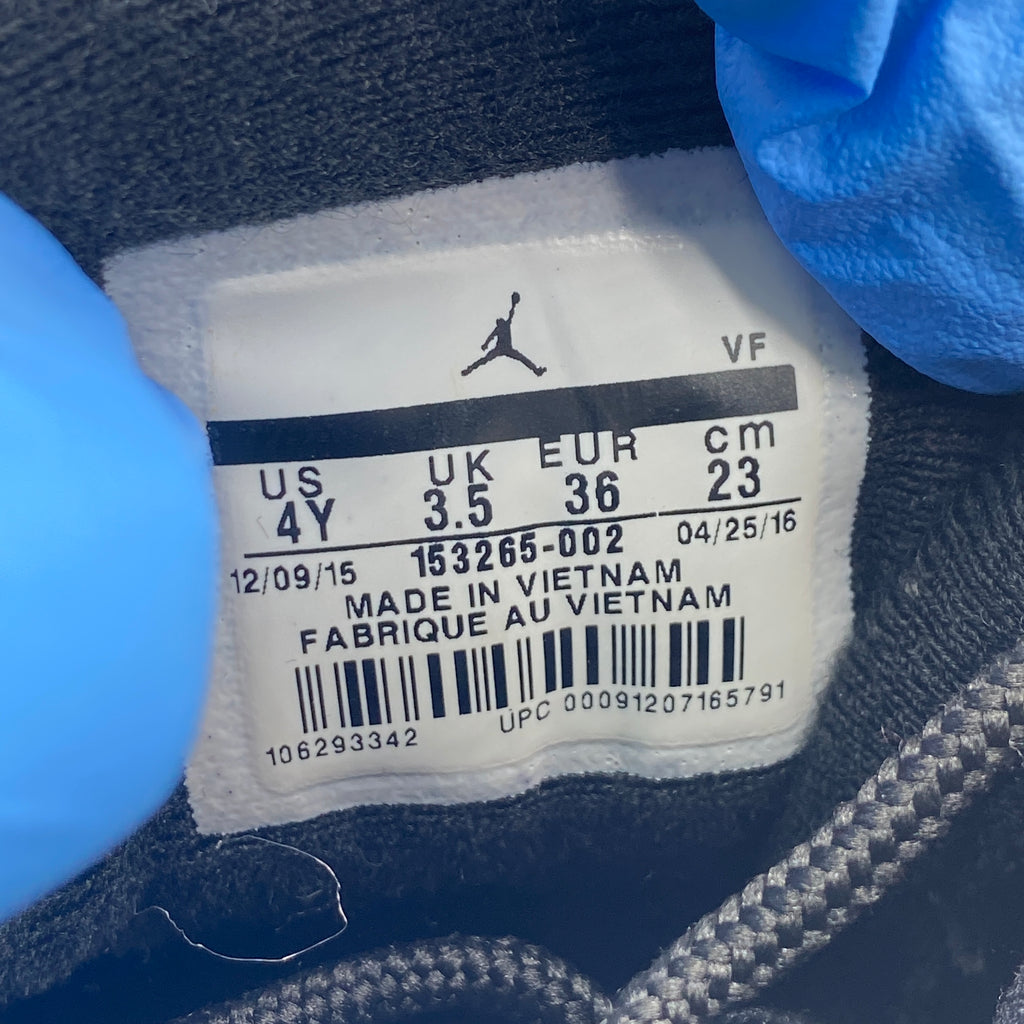 VF
US UK EUR cm
4Y 3.5 36 23
12/09/15 153265-002 04/25/16
MADE IN VIETNAM
FABRIQUE AU VIETNAM
106293342 UPC 00091207165791